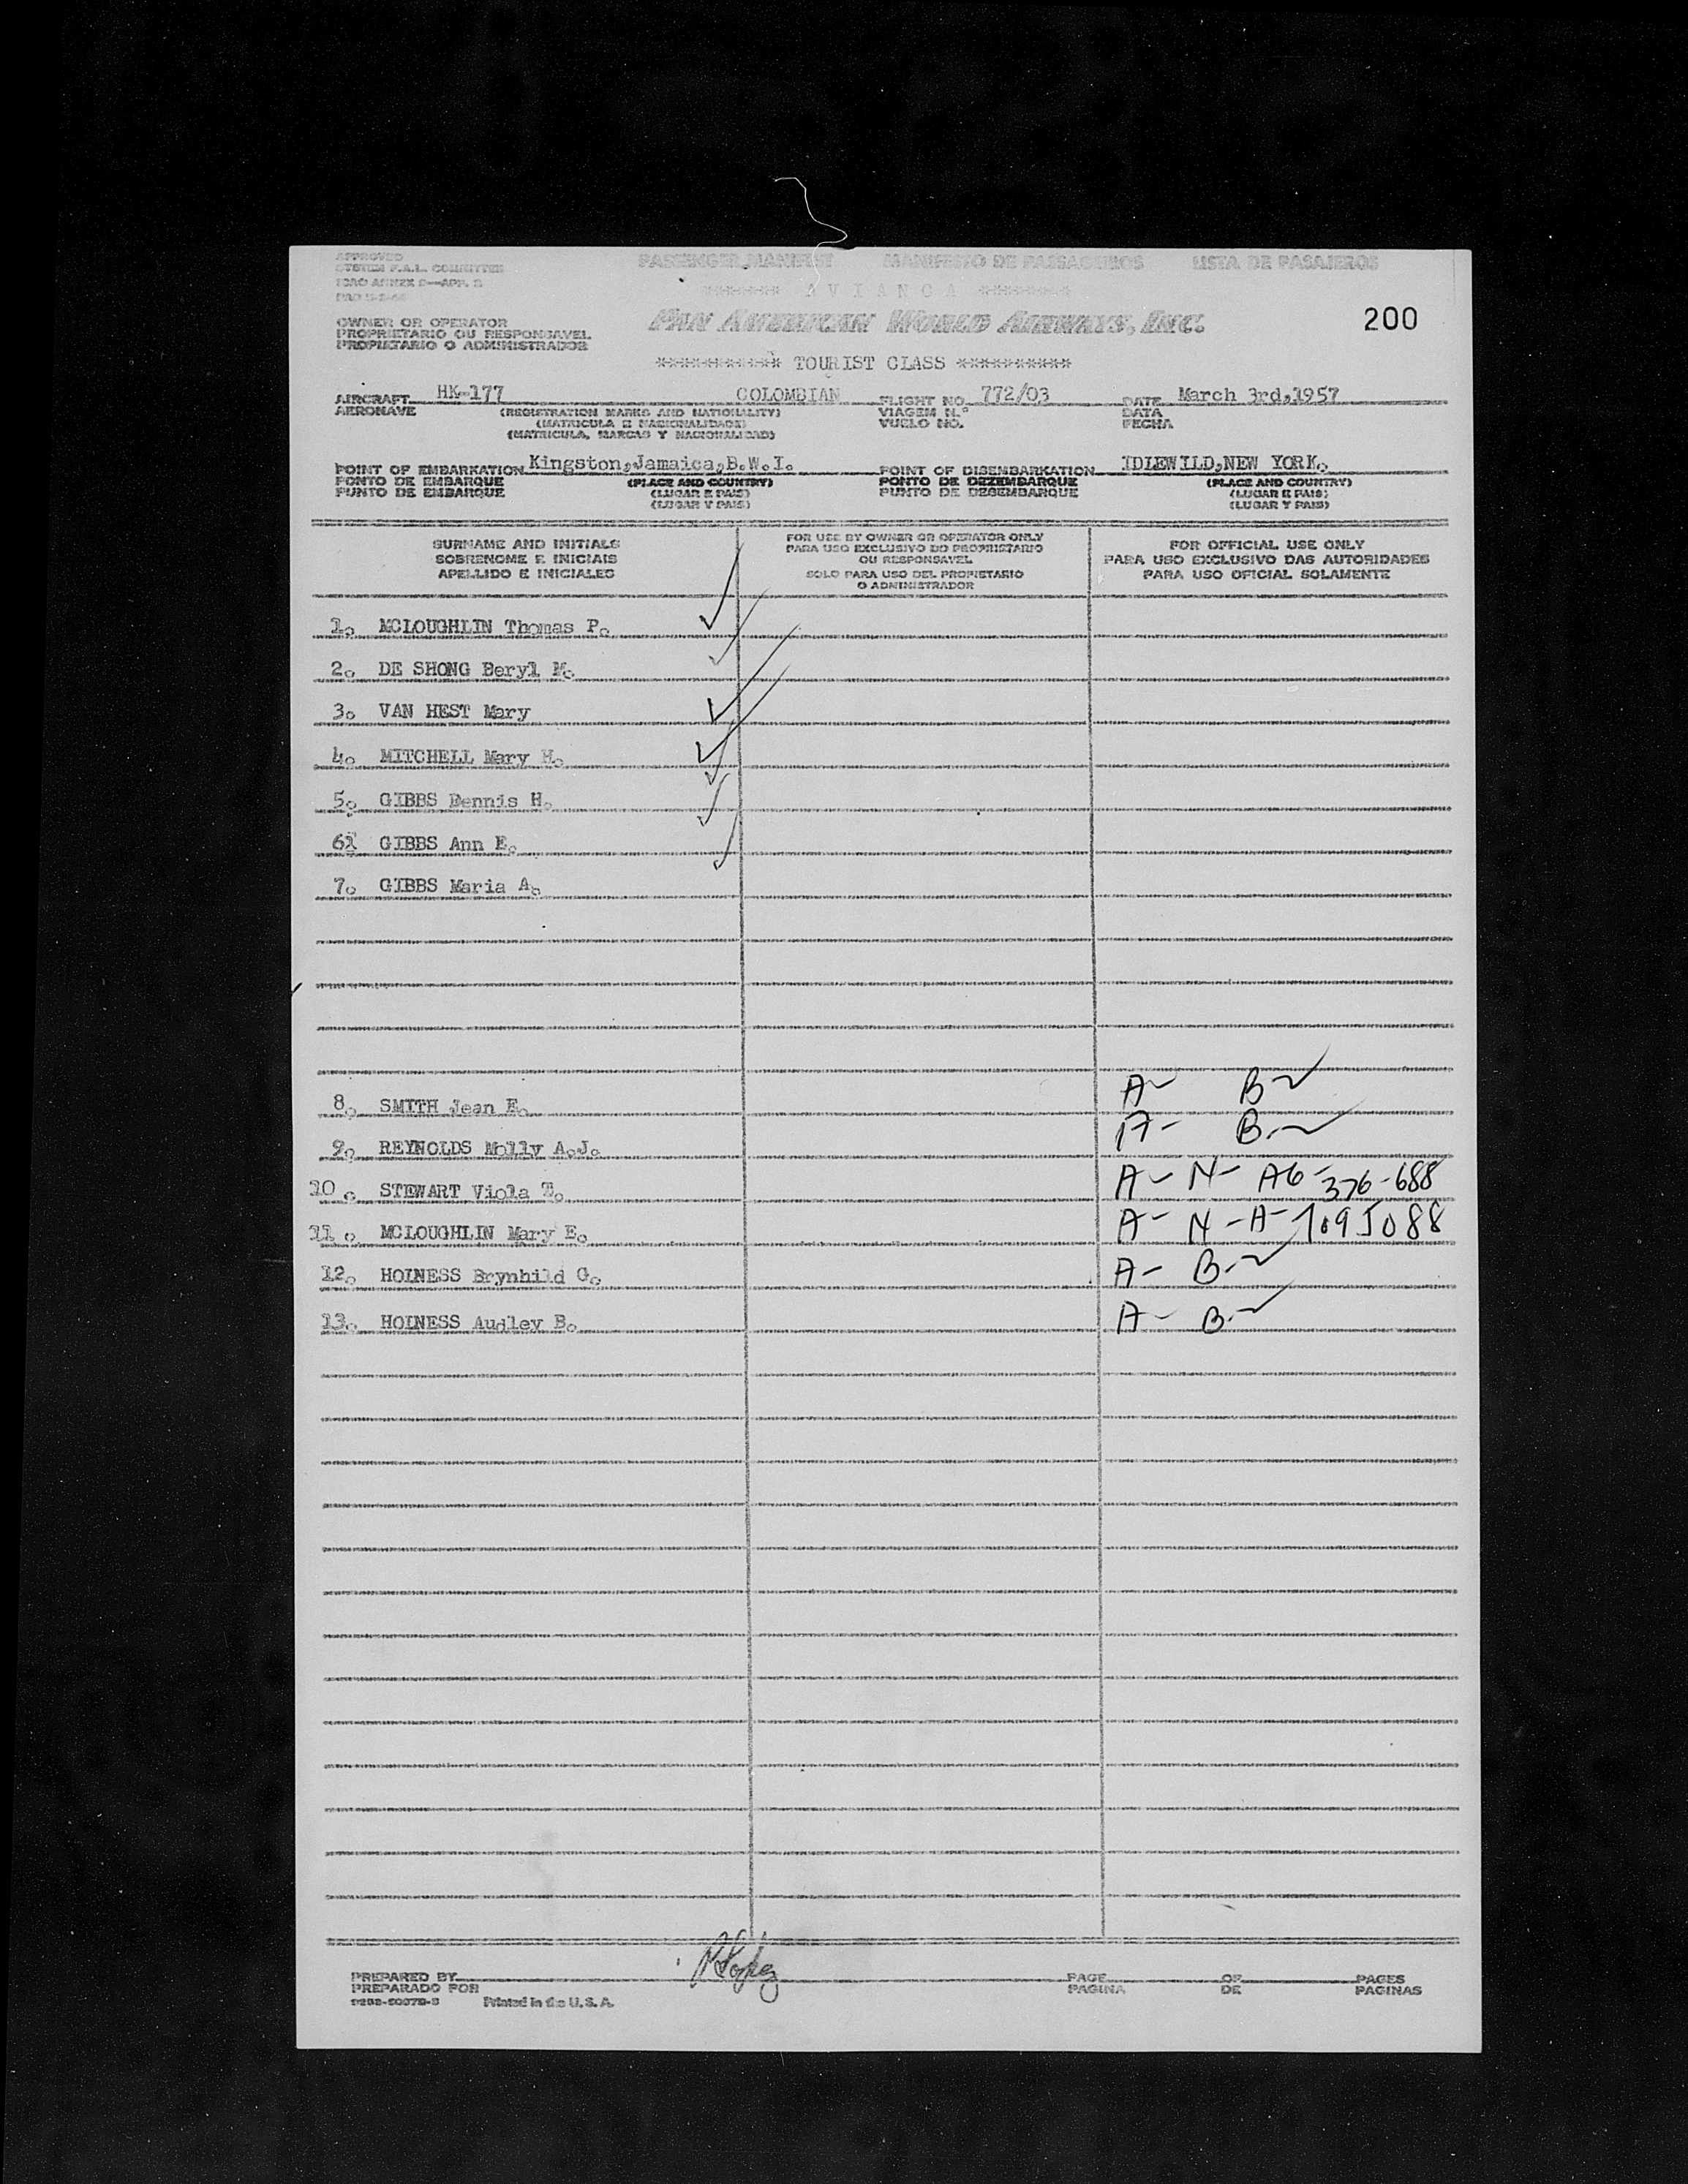 APPROVED PASSENGER MANIFEST MANIFESTO DE PASSAGEIROS LISTA DE PASAJEROS
SYSTEM F.A.L. COMMITTEE
ICAO ANNEX 9—APP.
****** AVIANCA *******
OWNER OR OPERATOR
PROPRIETARIO OU RESPONSAVEL
PROPIETARIO O ADMINISTRADOR
PAN AMERICAN WORLD AIRWAYS, INC.
200
********** TOURIST CLASS **********
AIRCRAFT HK-177 COLOMBIAN FLIGHT NO. 772/03 DATE March 3rd,1957
AERONAVE (REGISTRATION MARKS AND NATIONALITY) VIAGEM N.° DATA
(MATRICULA E NACIONALIDADE) VUELO NO. FECHA
(MATRICULA, MARCAS Y NACIONALIDAD)
POINT OF EMBARKATION Kingston,Jamaica,B.W.I. POINT OF DISEMBARKATION IDLEWILD,NEW YORK.
PONTO DE EMBARQUE (PLACE AND COUNTRY) PONTO DE DEZEMBARQUE (PLACE AND COUNTRY)
PUNTO DE EMBARQUE (LUGAR E PAIS) PUNTO DE DESEMBARQUE (LUGAR E PAIS)
(LUGAR Y PAIS) (LUGAR Y PAIS)
SURNAME AND INITIALS
SOBRENOME E INICIAIS
APELLIDO E INICIALES
FOR USE BY OWNER OR OPERATOR ONLY
PARA USO EXCLUSIVO DO PROPRIETARIO
OU RESPONSAVEL
SOLO PARA USO DEL PROPIETARIO
O ADMINISTRADOR
FOR OFFICIAL USE ONLY
PARA USO EXCLUSIVO DAS AUTORIDADES
PARA USO OFICIAL SOLAMENTE
1. MCLOUGHLIN Thomas P.
2. DE SHONG Beryl M.
3. VAN HEST Mary
4. MITCHELL Mary H.
5. GIBBS Dennis H.
6. GIBBS Ann E.
7. GIBBS Maria A.
8. SMITH Jean E. A- B-
9. REYNOLDS Molly A.J. A- B-
10. STEWART Viola T. A- N- A6-376-688
11. MCLOUGHLIN Mary E. A- N-A-7095088
12. HOINESS Brynhild G. A- B-
13. HOINESS Audley B. A- B-
PREPARED BY PAGE OF PAGES
PREPARADO POR PAGINA DE PAGINAS
Printed in the U.S.A.